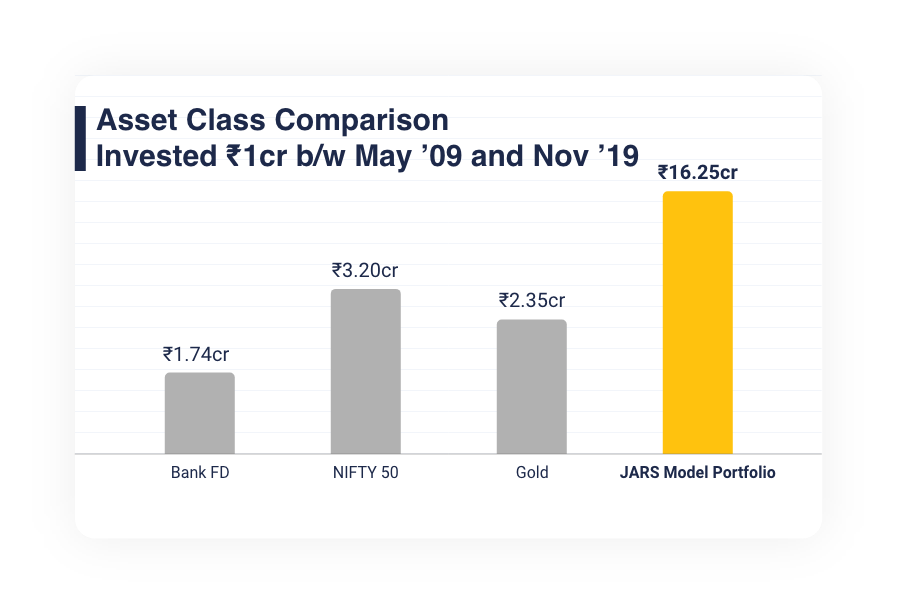 Asset Class Comparison
Invested ₹1cr b/w May ’09 and Nov ’19
₹16.25cr
₹3.20cr
₹2.35cr
₹1.74cr
Bank FD
NIFTY 50
Gold
JARS Model Portfolio